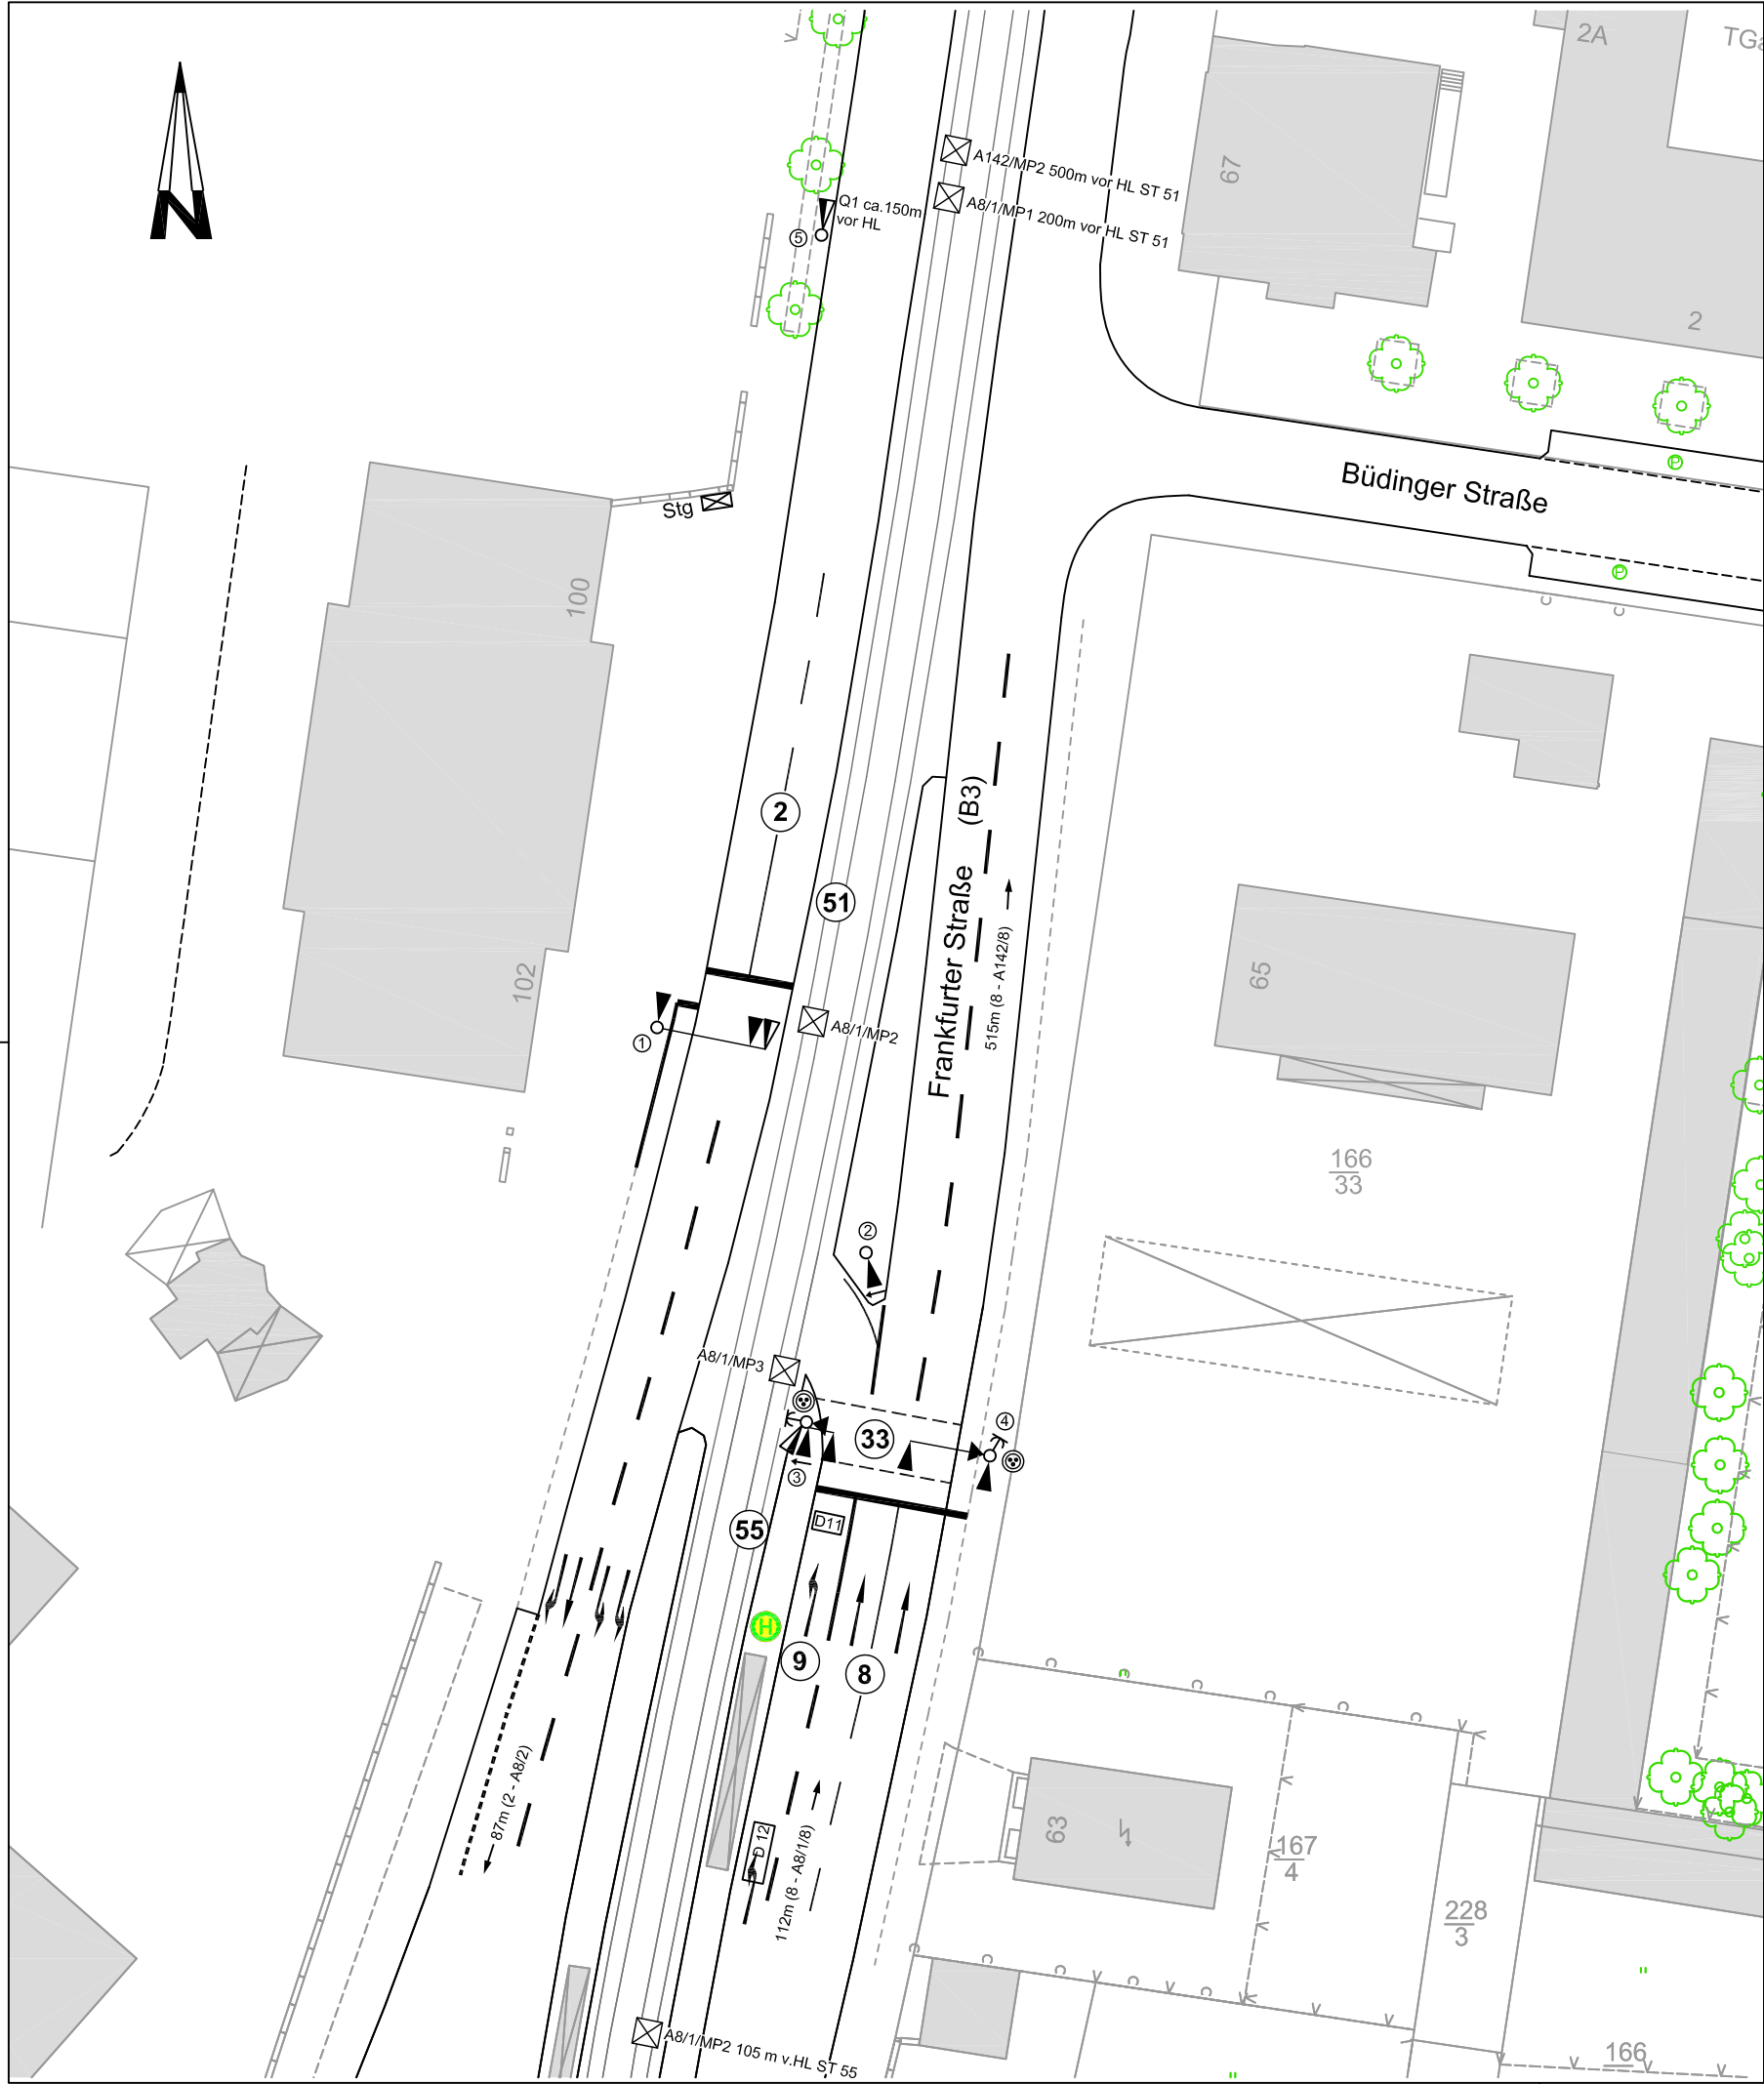 2A
TGa
N
67
A142/MP2 500m vor HL ST 51
A8/1/MP1 200m vor HL ST 51
Q1 ca.150m
vor HL
5
2
P
Büdinger Straße
P
Stg
100
2
51
(B3)
Frankfurter Straße
515m (8 - A142/8)
65
102
1
A8/1/MP2
166
33
2
A8/1/MP3
33
4
3
55
D11
H
9
8
87m (2 - A8/2)
D 12
112m (8 - A8/1/8)
63
167
4
228
3
A8/1/MP2 105 m v.HL ST 55
166